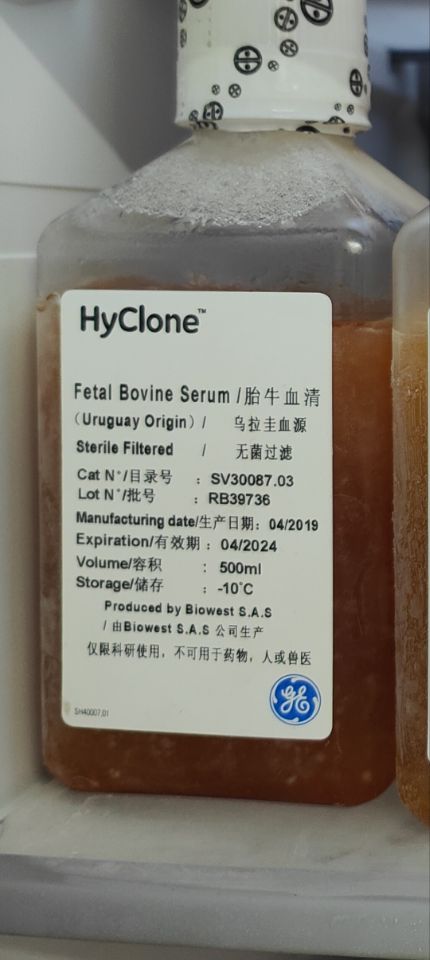 HyClone™
Fetal Bovine Serum / 胎牛血清
（Uruguay Origin）/ 乌拉圭血源
Sterile Filtered / 无菌过滤
Cat N°/目录号 : SV30087.03
Lot N°/批号 : RB39736
Manufacturing date/生产日期: 04/2019
Expiration/有效期 : 04/2024
Volume/容积 : 500ml
Storage/储存 : -10°C
Produced by Biowest S.A.S
/ 由Biowest S.A.S 公司生产
仅限科研使用，不可用于药物，人或兽医
GE
SH40007.01